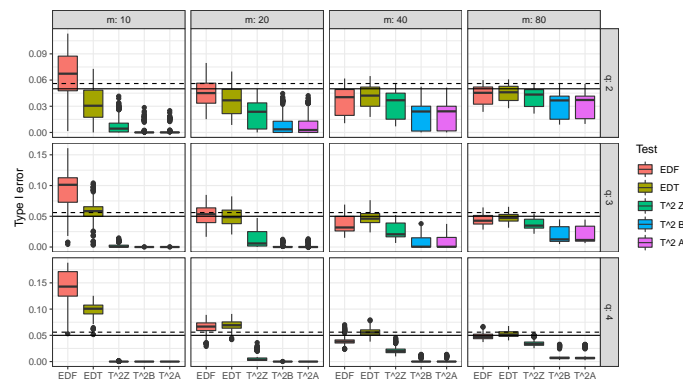 m: 10
m: 20
m: 40
m: 80
Type I error
0.09
0.06
0.03
0.00
q: 2
0.15
0.10
0.05
0.00
q: 3
0.15
0.10
0.05
0.00
q: 4
EDF EDT T^2Z T^2B T^2A
EDF EDT T^2Z T^2B T^2A
EDF EDT T^2Z T^2B T^2A
EDF EDT T^2Z T^2B T^2A
Test
EDF
EDT
T^2 Z
T^2 B
T^2 A